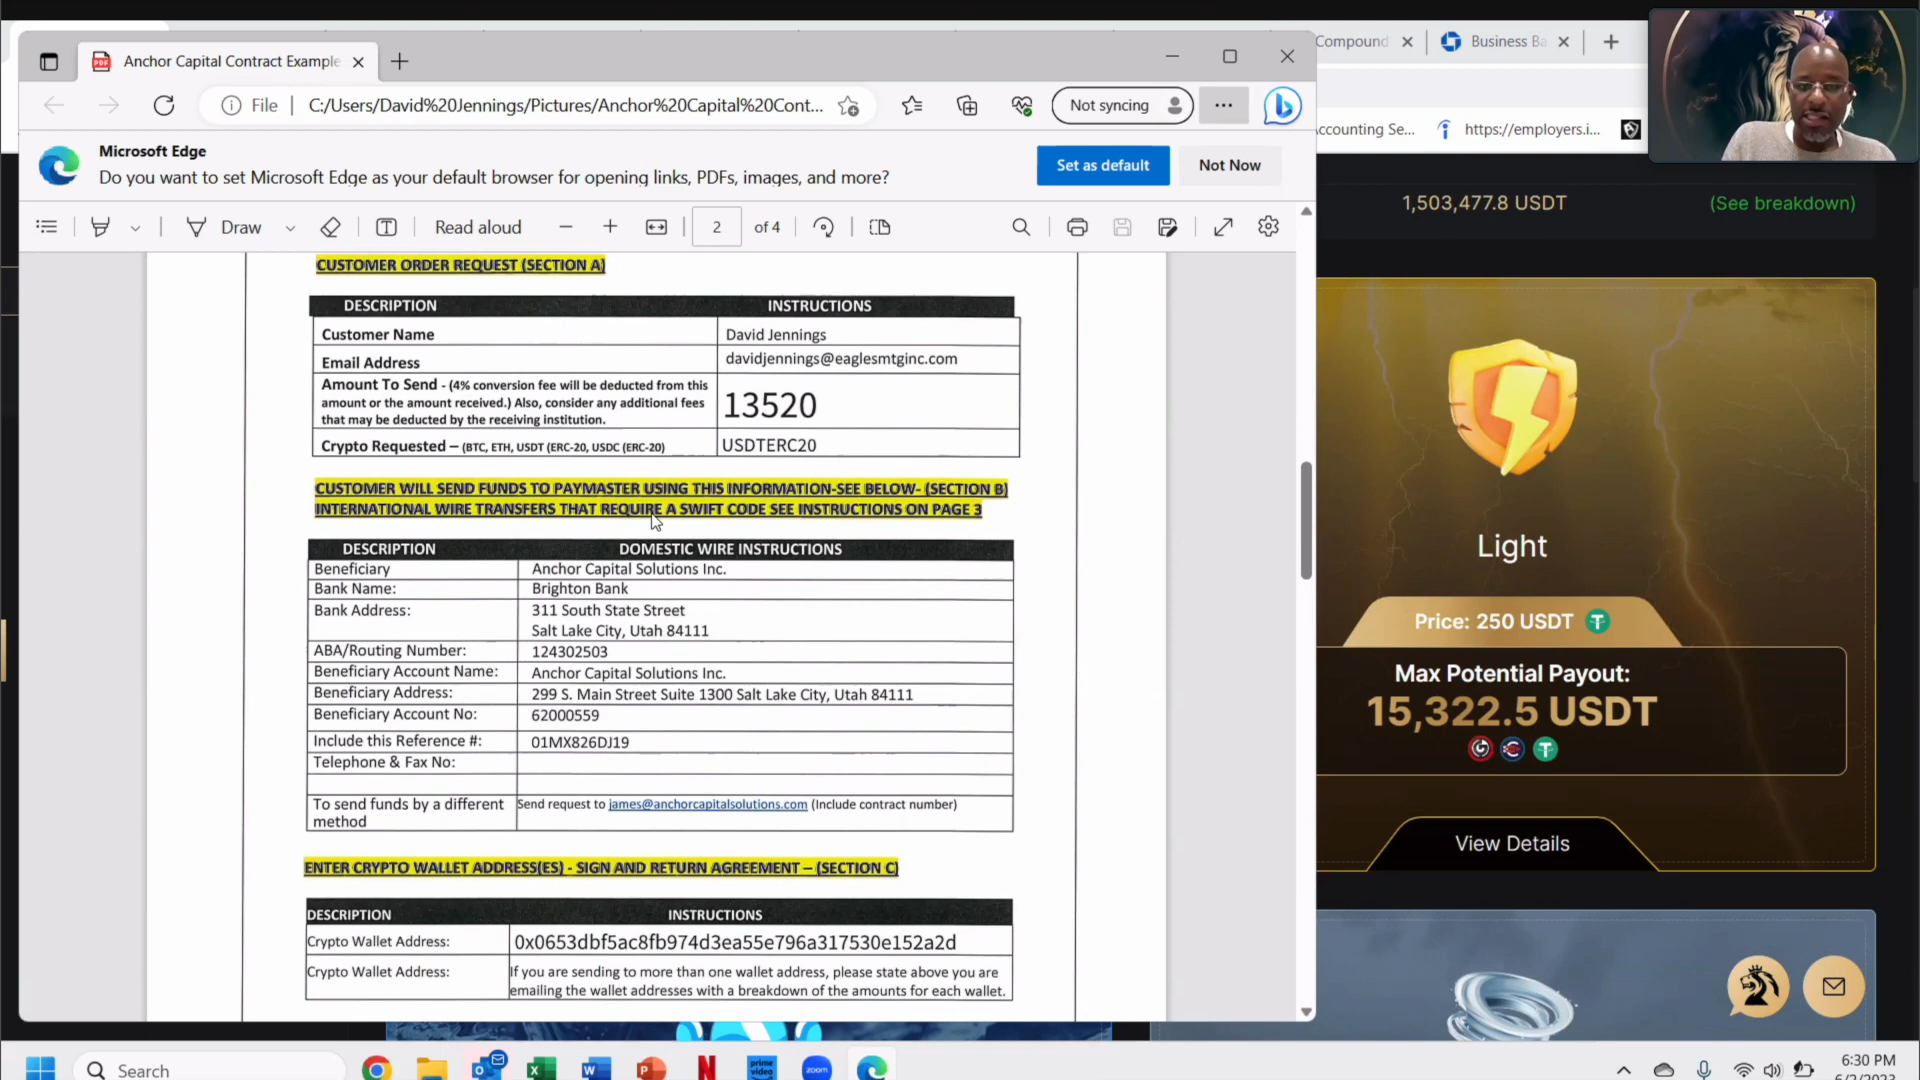 Anchor Capital Contract Example
Compound
Business Ba
File
C:/Users/David%20Jennings/Pictures/Anchor%20Capital%20Cont...
Not syncing
ccounting Se...
https://employers.i...
Microsoft Edge
Do you want to set Microsoft Edge as your default browser for opening links, PDFs, images, and more?
Set as default
Not Now
Draw
Read aloud
2
of 4
1,503,477.8 USDT
(See breakdown)
CUSTOMER ORDER REQUEST (SECTION A)
DESCRIPTION
INSTRUCTIONS
Customer Name
David Jennings
Email Address
davidjennings@eaglesmtginc.com
Amount To Send - (4% conversion fee will be deducted from this
amount or the amount received.) Also, consider any additional fees
that may be deducted by the receiving institution.
13520
Crypto Requested – (BTC, ETH, USDT (ERC-20, USDC (ERC-20)
USDTERC20
CUSTOMER WILL SEND FUNDS TO PAYMASTER USING THIS INFORMATION-SEE BELOW- (SECTION B)
INTERNATIONAL WIRE TRANSFERS THAT REQUIRE A SWIFT CODE SEE INSTRUCTIONS ON PAGE 3
DESCRIPTION
DOMESTIC WIRE INSTRUCTIONS
Beneficiary
Anchor Capital Solutions Inc.
Bank Name:
Brighton Bank
Bank Address:
311 South State Street
Salt Lake City, Utah 84111
ABA/Routing Number:
124302503
Beneficiary Account Name:
Anchor Capital Solutions Inc.
Beneficiary Address:
299 S. Main Street Suite 1300 Salt Lake City, Utah 84111
Beneficiary Account No:
62000559
Include this Reference #:
01MX826DJ19
Telephone & Fax No:
To send funds by a different
method
Send request to james@anchorcapitalsolutions.com (Include contract number)
ENTER CRYPTO WALLET ADDRESS(ES) - SIGN AND RETURN AGREEMENT – (SECTION C)
DESCRIPTION
INSTRUCTIONS
Crypto Wallet Address:
0x0653dbf5ac8fb974d3ea55e796a317530e152a2d
Crypto Wallet Address:
If you are sending to more than one wallet address, please state above you are
emailing the wallet addresses with a breakdown of the amounts for each wallet.
Light
Price: 250 USDT
Max Potential Payout:
15,322.5 USDT
View Details
Search
prime
video
zoom
6:30 PM
6/2/2023